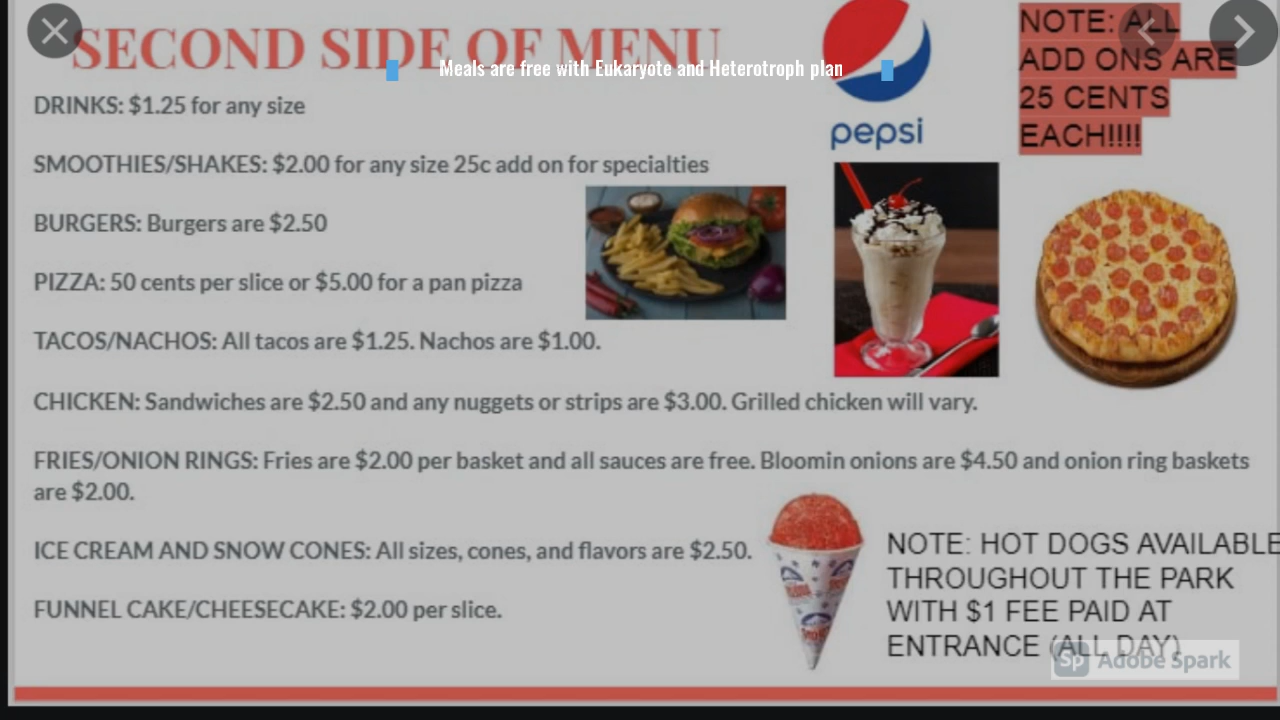 SECOND SIDE OF MENU
Meals are free with Eukaryote and Heterotroph plan
NOTE: ALL
ADD ONS ARE
25 CENTS
EACH!!!!
pepsi
DRINKS: $1.25 for any size
SMOOTHIES/SHAKES: $2.00 for any size 25c add on for specialties
BURGERS: Burgers are $2.50
PIZZA: 50 cents per slice or $5.00 for a pan pizza
TACOS/NACHOS: All tacos are $1.25. Nachos are $1.00.
CHICKEN: Sandwiches are $2.50 and any nuggets or strips are $3.00. Grilled chicken will vary.
FRIES/ONION RINGS: Fries are $2.00 per basket and all sauces are free. Bloomin onions are $4.50 and onion ring baskets
are $2.00.
ICE CREAM AND SNOW CONES: All sizes, cones, and flavors are $2.50.
FUNNEL CAKE/CHEESECAKE: $2.00 per slice.
NOTE: HOT DOGS AVAILABLE
THROUGHOUT THE PARK
WITH $1 FEE PAID AT
ENTRANCE (ALL DAY)
Sp Adobe Spark